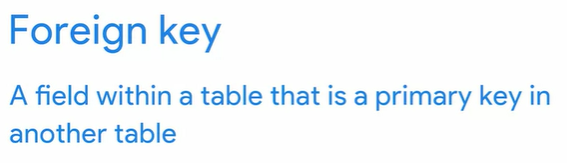 Foreign key
A field within a table that is a primary key in
another table